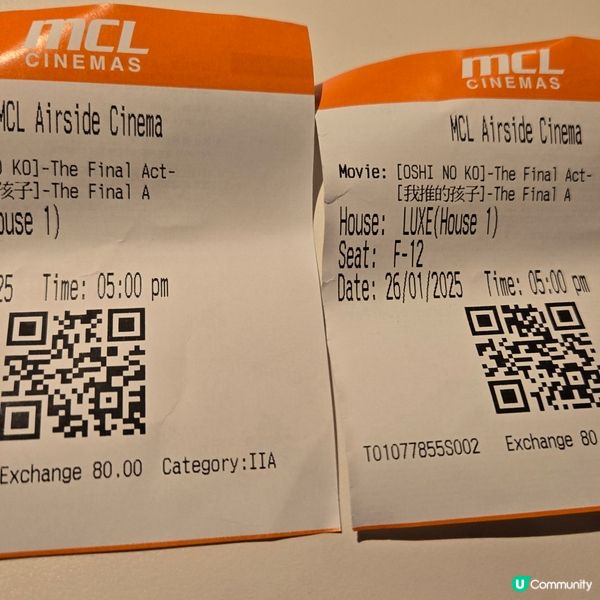 MCL
CINEMAS
MCL Airside Cinema
KO]-The Final Act-
孩子]-The Final A
1)
25 Time: 05:00 pm
Exchange 80.00 Category:IIA
MCL
CINEMAS
MCL Airside Cinema
Movie: [OSHI NO KO]-The Final Act-
[我推的孩子]-The Final A
House: LUXE(House 1)
Seat: F-12
Date: 26/01/2025 Time: 05:00 pm
T01077855S002 Exchange 80
U Community